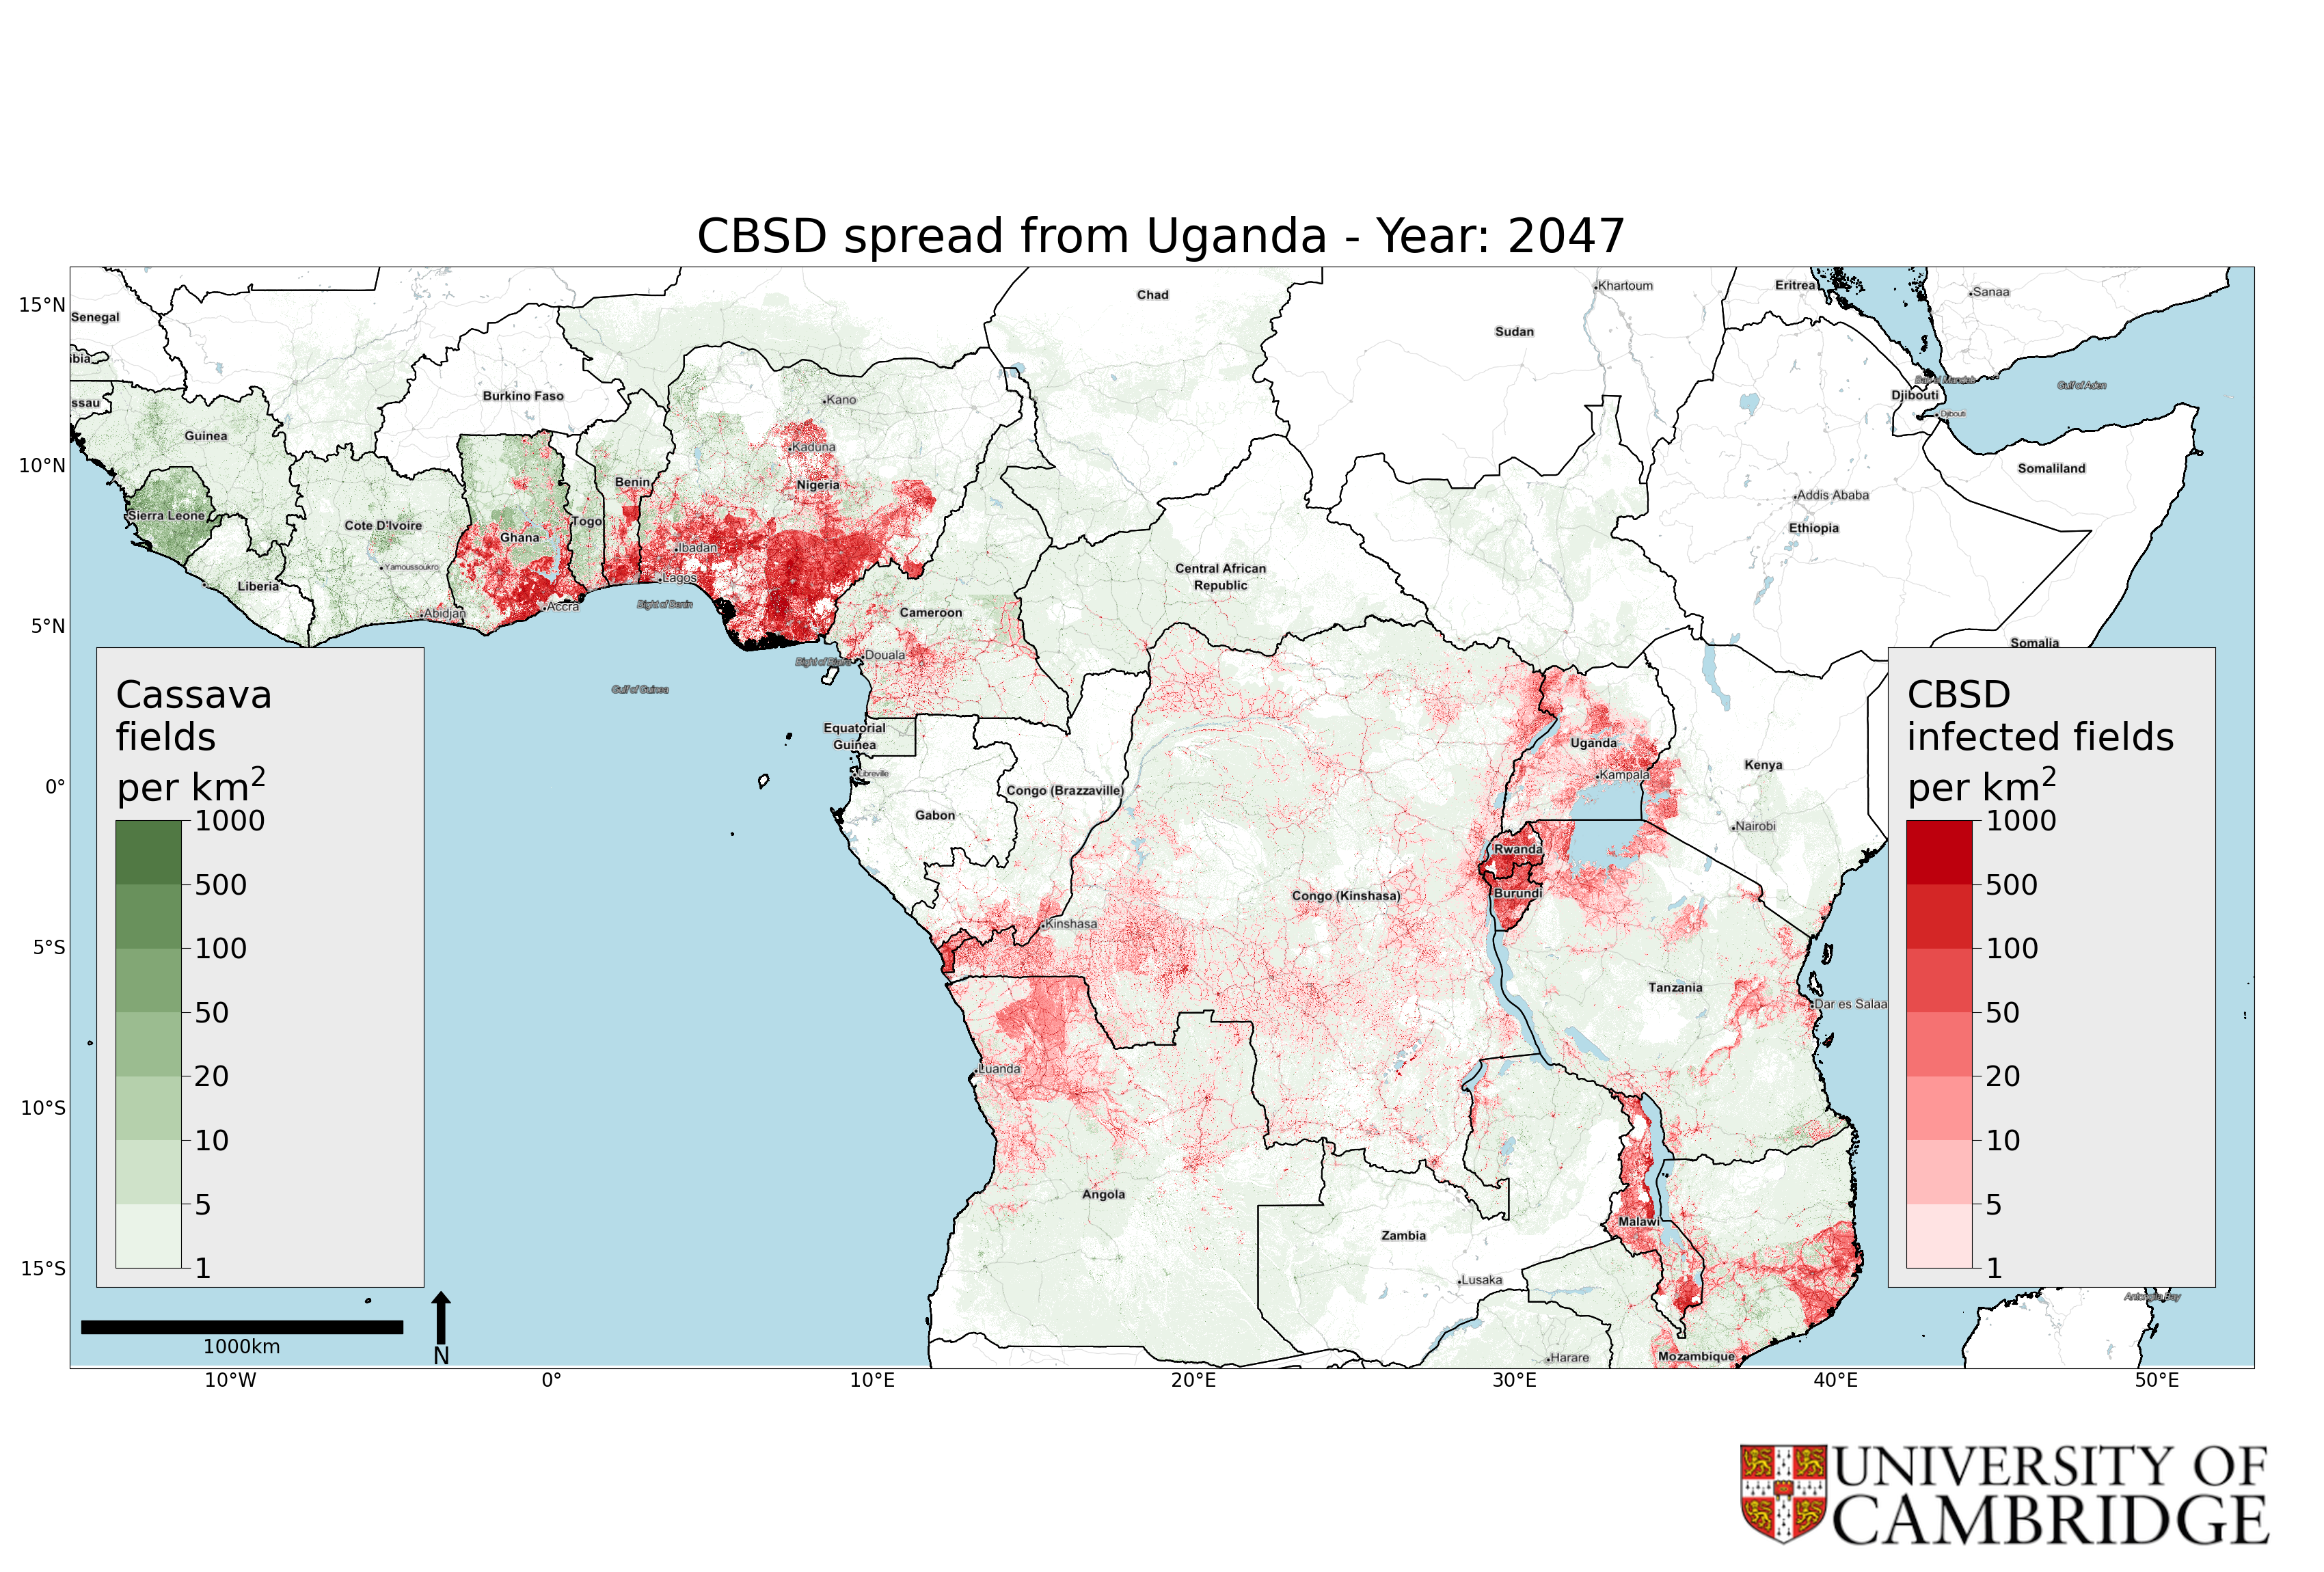 CBSD spread from Uganda - Year: 2047
15°N
10°N
5°N
0°
5°S
10°S
15°S
10°W
0°
10°E
20°E
30°E
40°E
50°E
Senegal
ibia
ssau
Guinea
Sierra Leone
Liberia
Cote D'Ivoire
Yamoussoukro
Abidjan
Burkino Faso
Ghana
Accra
Togo
Benin
Nigeria
Kano
Kaduna
Ibadan
Lagos
Bight of Benin
Bight of Biafra
Gulf of Guinea
Chad
Sudan
Khartoum
Eritrea
Sanaa
Gulf of Aden
Djibouti
Djibouti
Somaliland
Addis Ababa
Ethiopia
Somalia
Central African
Republic
Cameroon
Douala
Equatorial
Guinea
Libreville
Gabon
Congo (Brazzaville)
Congo (Kinshasa)
Kinshasa
Uganda
Kampala
Kenya
Nairobi
Rwanda
Burundi
Tanzania
Dar es Salaa
Luanda
Angola
Zambia
Lusaka
Malawi
Harare
Mozambique
Antongila Bay
Cassava
fields
per km²
1000
500
100
50
20
10
5
1
CBSD
infected fields
per km²
1000
500
100
50
20
10
5
1
1000km
N
UNIVERSITY OF
CAMBRIDGE